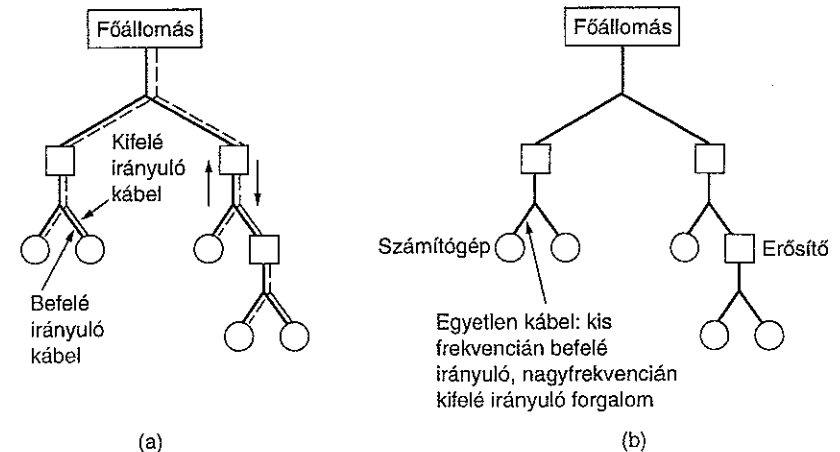 Főállomás
Kifelé
irányuló
kábel
Befelé
irányuló
kábel
(a)
Főállomás
Számítógép
Erősítő
Egyetlen kábel: kis
frekvencián befelé
irányuló, nagyfrekvencián
kifelé irányuló forgalom
(b)